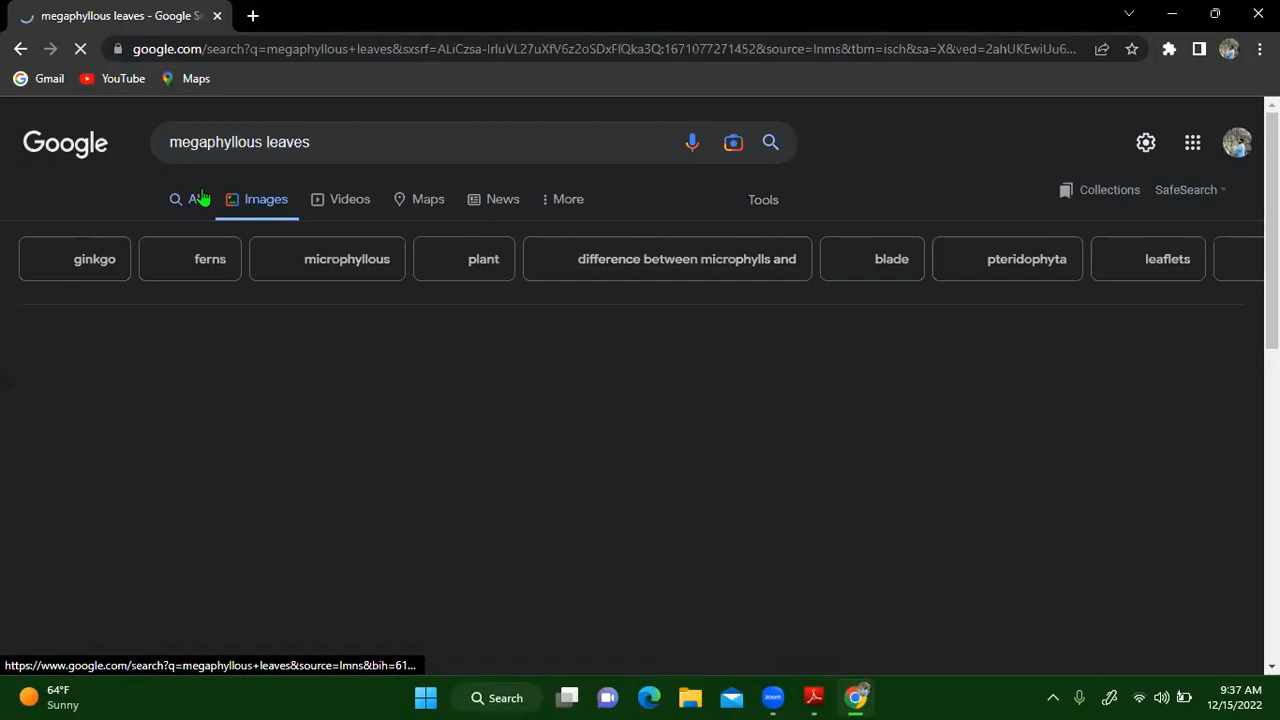 megaphyllous leaves - Google Se
google.com/search?q=megaphyllous+leaves&sxsrf=ALiCzsa-IrIuVL27uXfV6z2oSDxFIQka3Q:1671077271452&source=lnms&tbm=isch&sa=X&ved=2ahUKEwiUu6...
Gmail YouTube Maps
Google megaphyllous leaves
Images Videos Maps News More Tools Collections SafeSearch
ginkgo ferns microphyllous plant difference between microphylls and blade pteridophyta leaflets
https://www.google.com/search?q=megaphyllous+leaves&source=lnms&bih=61...
64°F
Sunny
Search
9:37 AM
12/15/2022